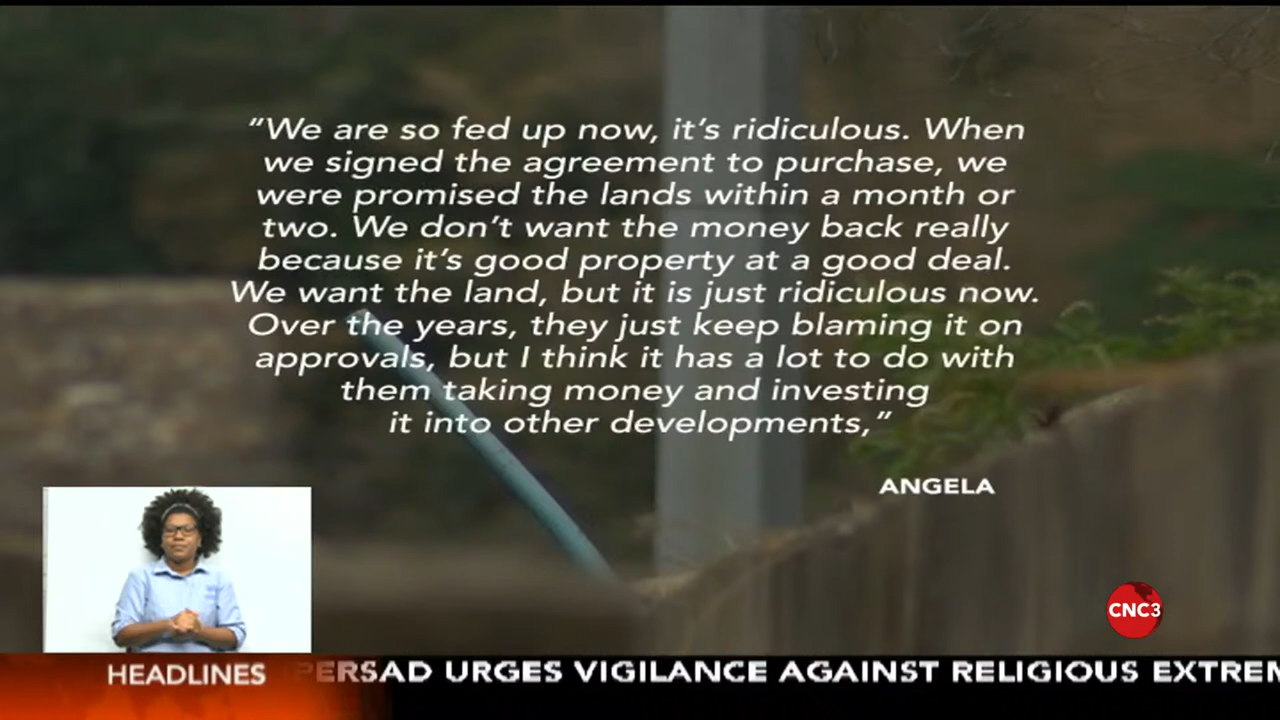 “We are so fed up now, it’s ridiculous. When
we signed the agreement to purchase, we
were promised the lands within a month or
two. We don’t want the money back really
because it’s good property at a good deal.
We want the land, but it is just ridiculous now.
Over the years, they just keep blaming it on
approvals, but I think it has a lot to do with
them taking money and investing
it into other developments,”
ANGELA
CNC3
HEADLINES
PERSAD URGES VIGILANCE AGAINST RELIGIOUS EXTREM